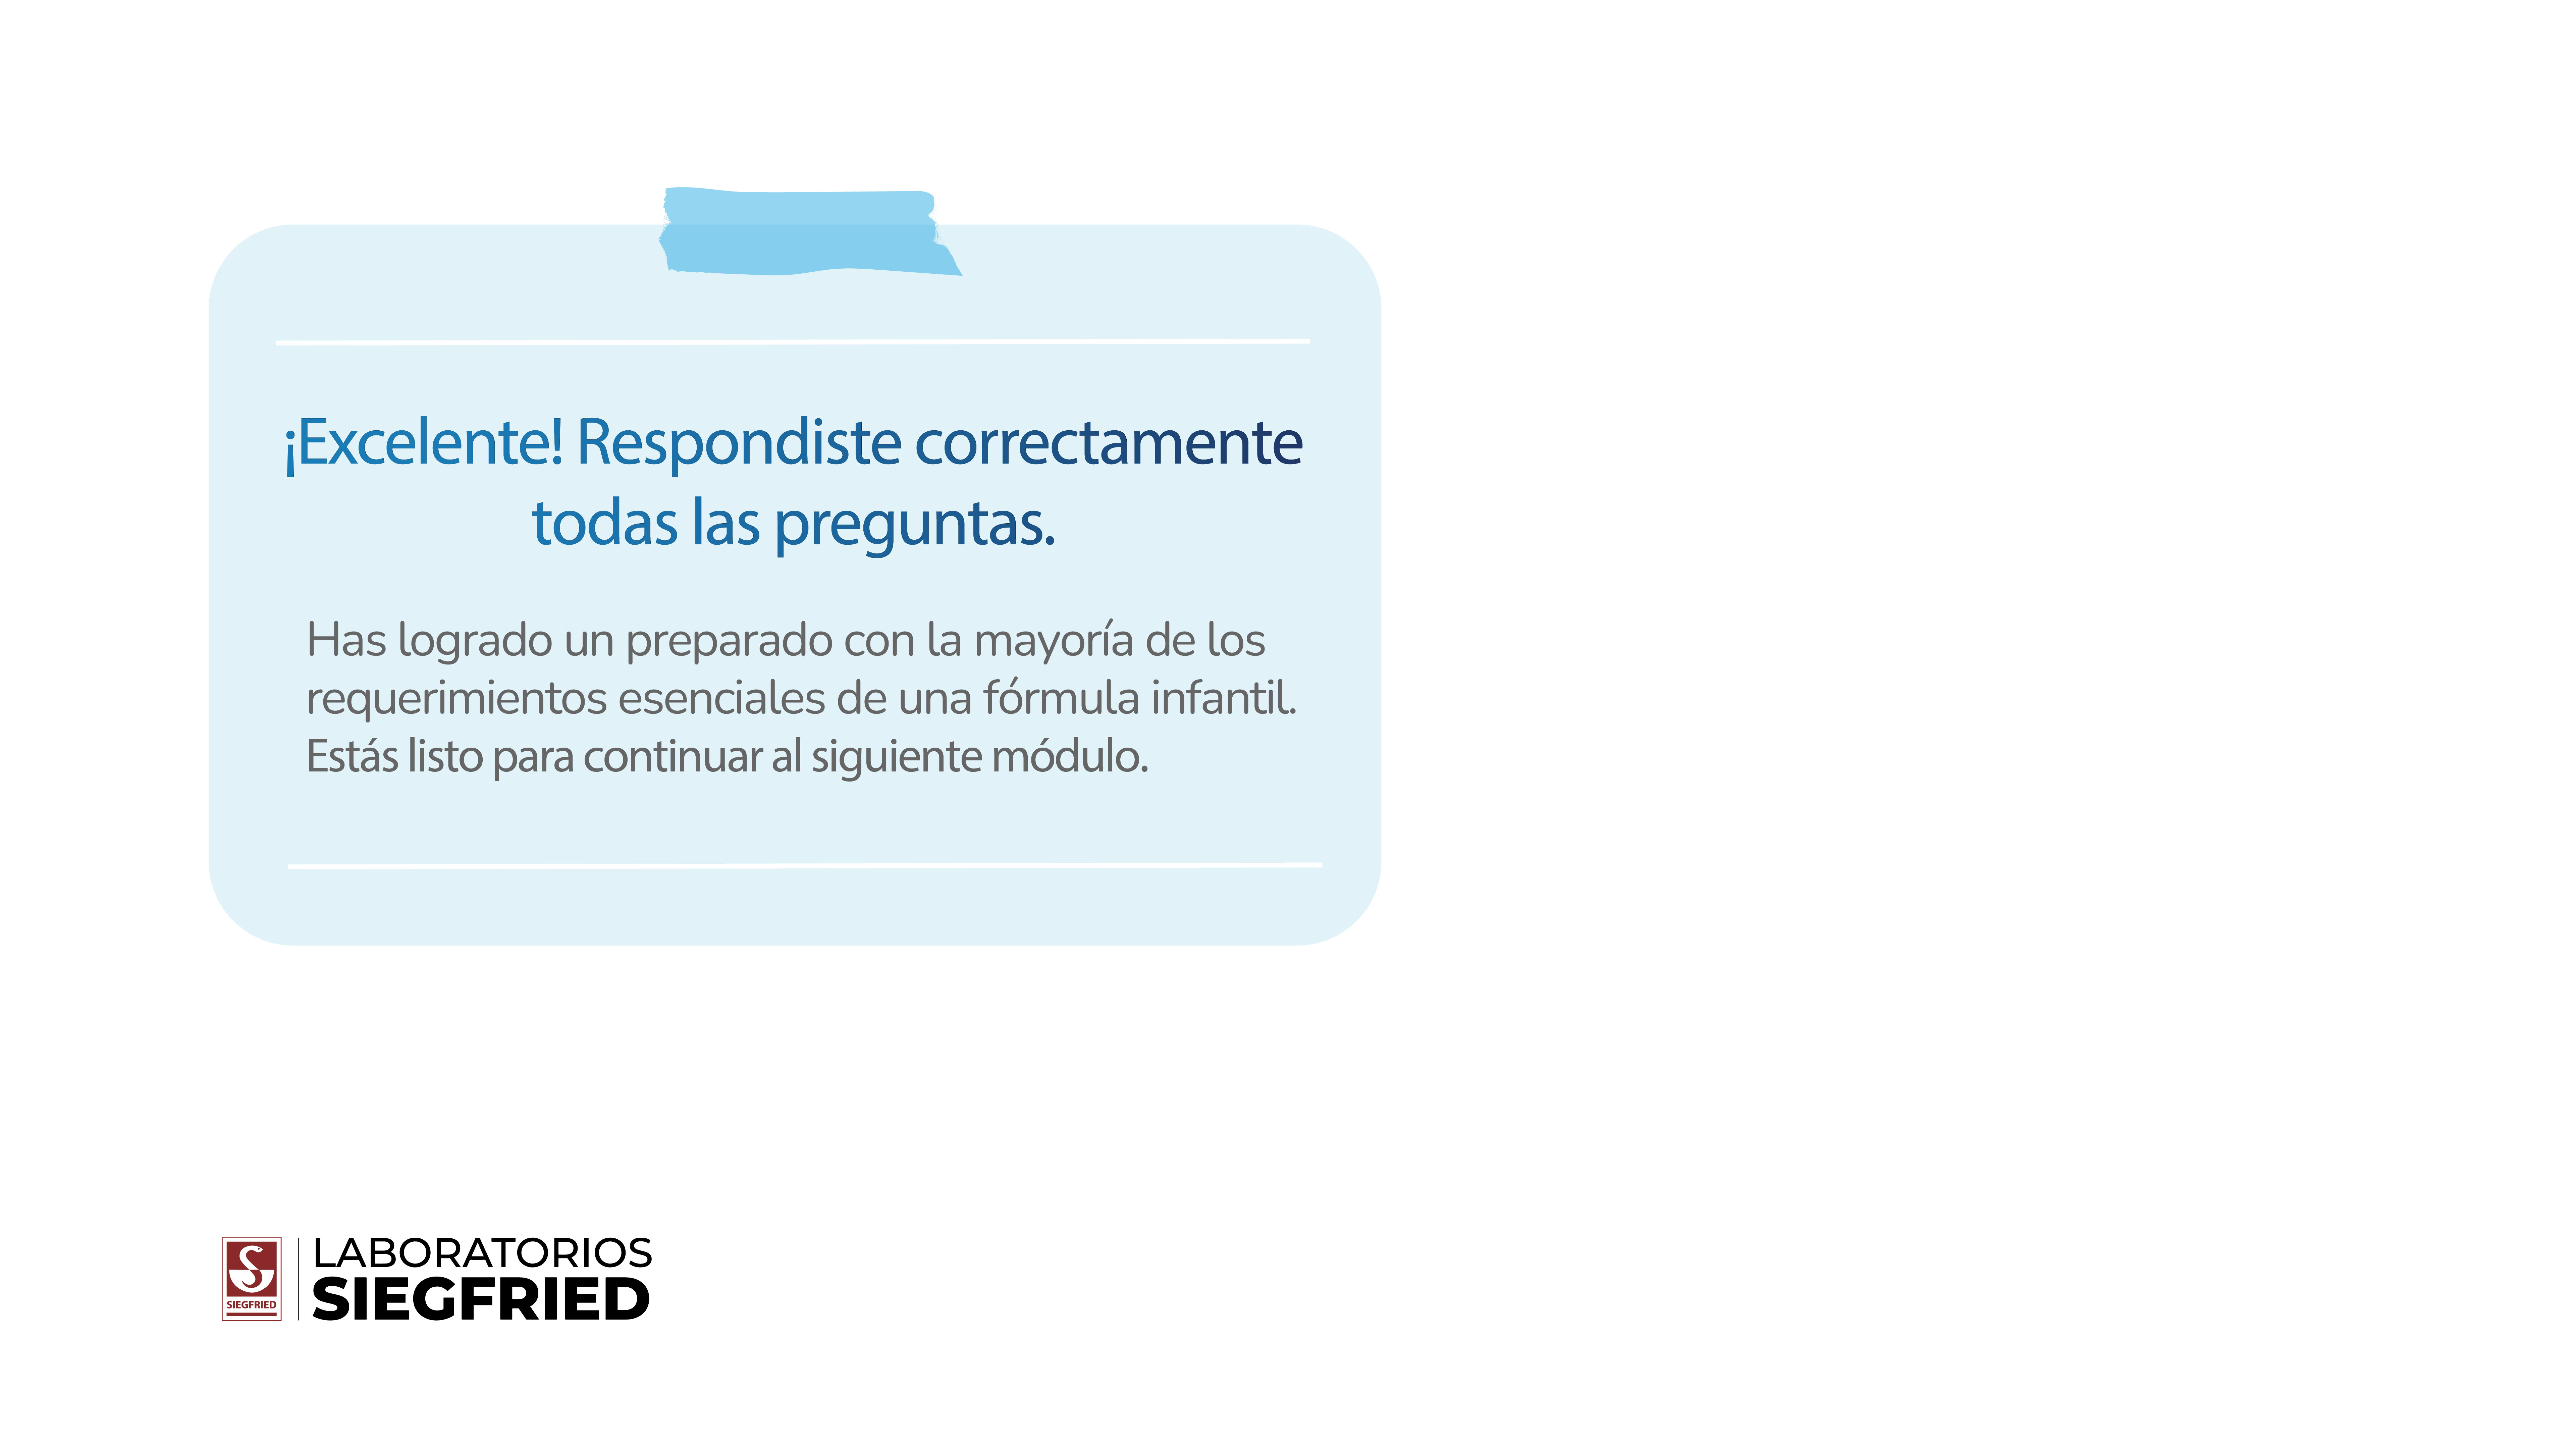 ¡Excelente! Respondiste correctamente
todas las preguntas.
Has logrado un preparado con la mayoría de los
requerimientos esenciales de una fórmula infantil.
Estás listo para continuar al siguiente módulo.
SIEGFRIED
LABORATORIOS
SIEGFRIED